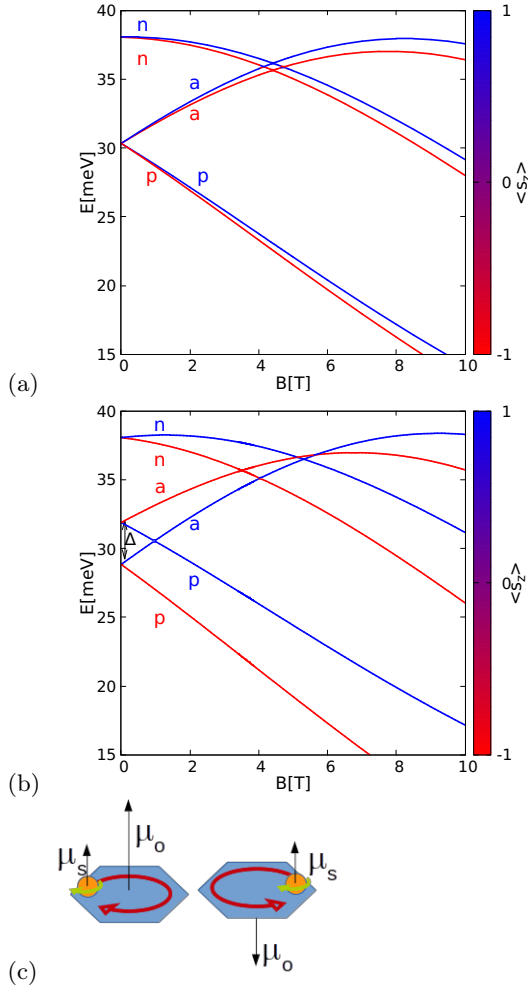 40
35
30
25
20
15
E[meV]
n
n
a
a
p
p
0
2
4
6
8
10
B[T]
1
0
-1
<s_z>
(a)
40
35
30
25
20
15
E[meV]
n
n
a
a
Δ
p
p
0
2
4
6
8
10
B[T]
1
0
-1
<s_z>
(b)
μ_s
μ_o
μ_s
μ_o
(c)